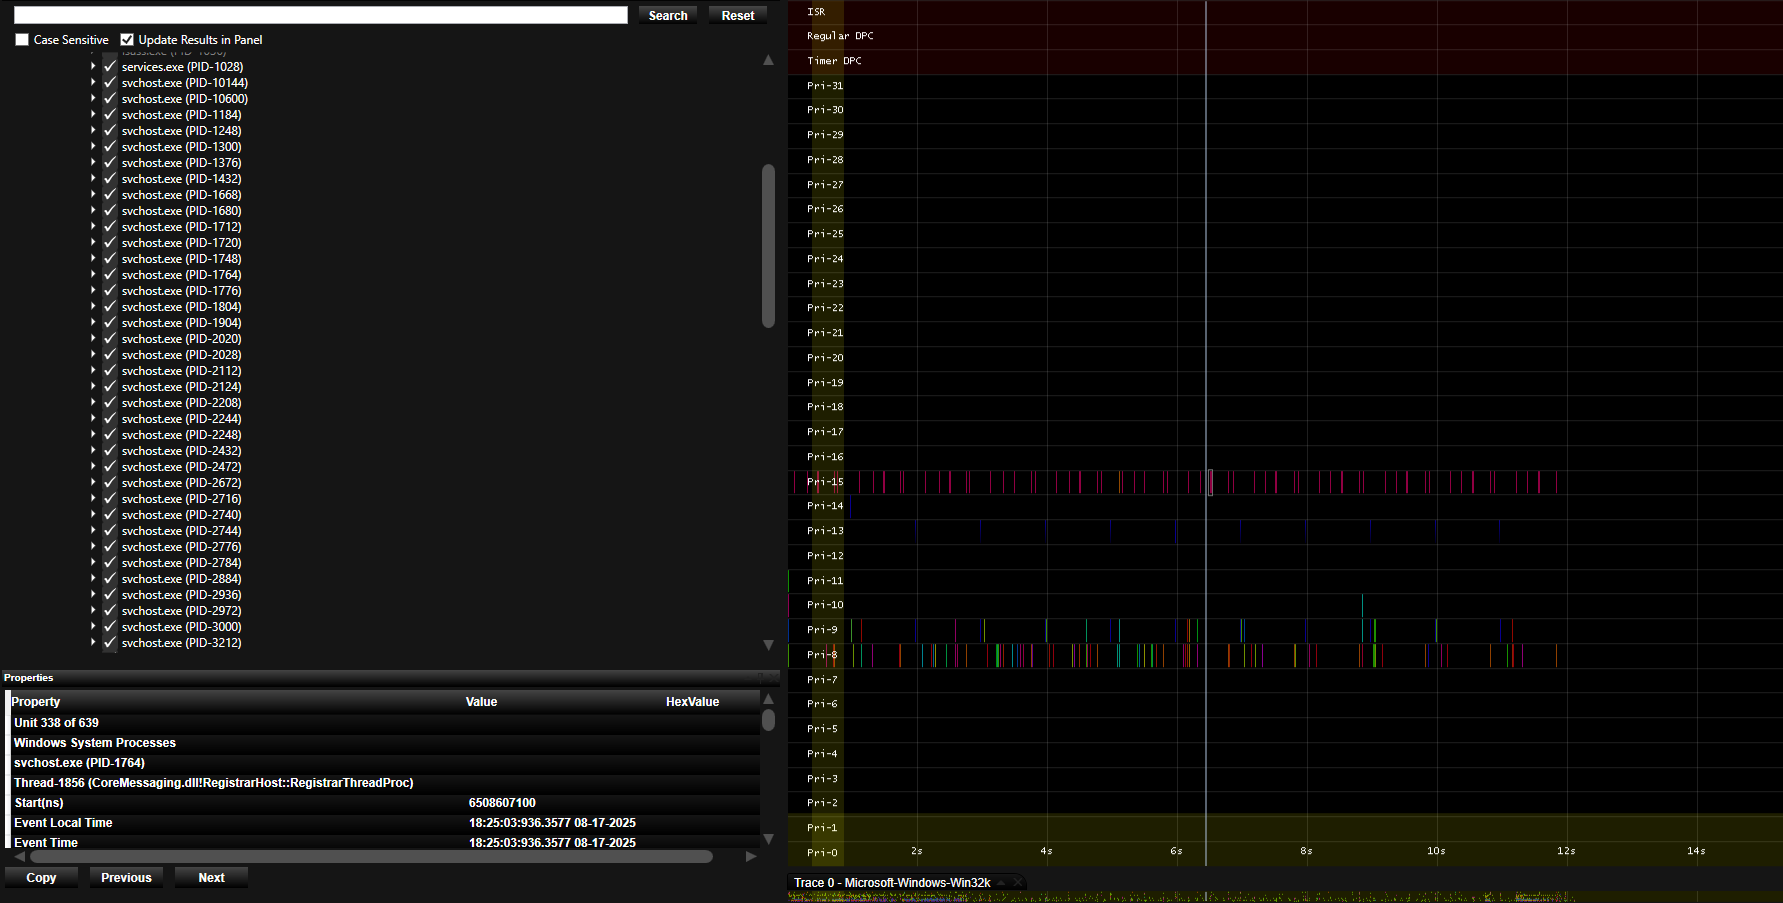 Search Reset
Case Sensitive Update Results in Panel
services.exe (PID-1028)
svchost.exe (PID-10144)
svchost.exe (PID-10600)
svchost.exe (PID-1184)
svchost.exe (PID-1248)
svchost.exe (PID-1300)
svchost.exe (PID-1376)
svchost.exe (PID-1432)
svchost.exe (PID-1668)
svchost.exe (PID-1680)
svchost.exe (PID-1712)
svchost.exe (PID-1720)
svchost.exe (PID-1748)
svchost.exe (PID-1764)
svchost.exe (PID-1776)
svchost.exe (PID-1804)
svchost.exe (PID-1904)
svchost.exe (PID-2020)
svchost.exe (PID-2028)
svchost.exe (PID-2112)
svchost.exe (PID-2124)
svchost.exe (PID-2208)
svchost.exe (PID-2244)
svchost.exe (PID-2248)
svchost.exe (PID-2432)
svchost.exe (PID-2472)
svchost.exe (PID-2672)
svchost.exe (PID-2716)
svchost.exe (PID-2740)
svchost.exe (PID-2744)
svchost.exe (PID-2776)
svchost.exe (PID-2784)
svchost.exe (PID-2884)
svchost.exe (PID-2936)
svchost.exe (PID-2972)
svchost.exe (PID-3000)
svchost.exe (PID-3212)
Properties
Property Value HexValue
Unit 338 of 639
Windows System Processes
svchost.exe (PID-1764)
Thread-1856 (CoreMessaging.dll!RegistrarHost::RegistrarThreadProc)
Start(ns) 6508607100
Event Local Time 18:25:03:936.3577 08-17-2025
Event Time 18:25:03:936.3577 08-17-2025
Copy Previous Next
ISR
Regular DPC
Timer DPC
Pri-31
Pri-30
Pri-29
Pri-28
Pri-27
Pri-26
Pri-25
Pri-24
Pri-23
Pri-22
Pri-21
Pri-20
Pri-19
Pri-18
Pri-17
Pri-16
Pri-15
Pri-14
Pri-13
Pri-12
Pri-11
Pri-10
Pri-9
Pri-8
Pri-7
Pri-6
Pri-5
Pri-4
Pri-3
Pri-2
Pri-1
Pri-0
2s 4s 6s 8s 10s 12s 14s
Trace 0 - Microsoft-Windows-Win32k